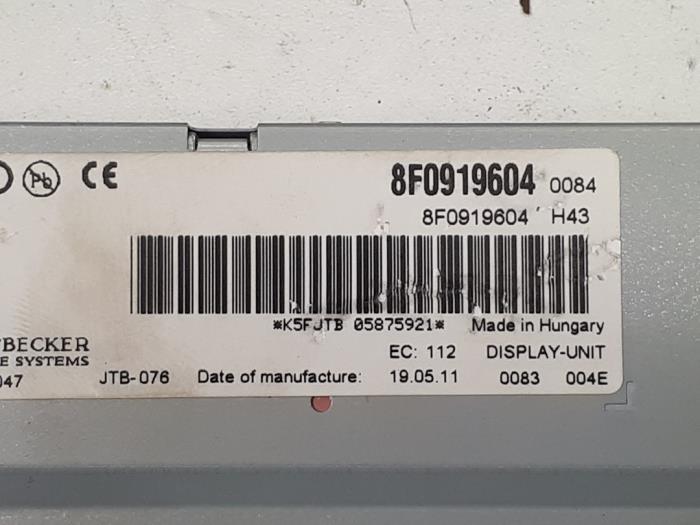 Pb CE 8F0919604 0084
8F0919604 H43
*K5FJTB 05875921* Made in Hungary
BECKER EC: 112 DISPLAY-UNIT
E SYSTEMS
047 JTB-076 Date of manufacture: 19.05.11 0083 004E